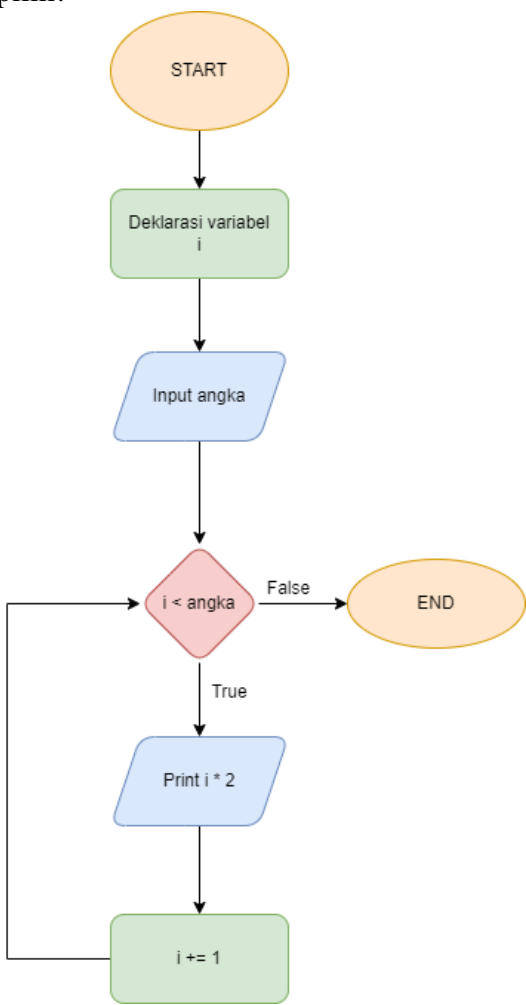 START
Deklarasi variabel
i
Input angka
i < angka
False
END
True
Print i * 2
i += 1